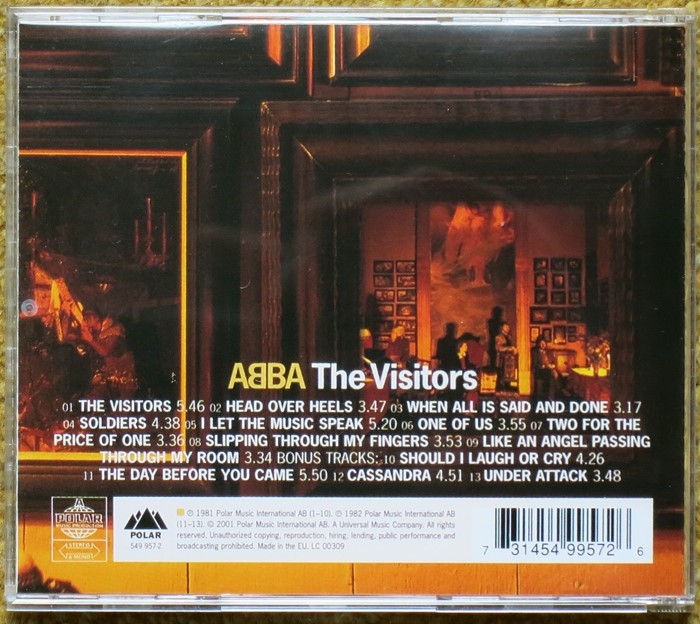 ABBA The Visitors
01 THE VISITORS 5.46 02 HEAD OVER HEELS 3.47 03 WHEN ALL IS SAID AND DONE 3.17
04 SOLDIERS 4.38 05 I LET THE MUSIC SPEAK 5.20 06 ONE OF US 3.55 07 TWO FOR THE
PRICE OF ONE 3.36 08 SLIPPING THROUGH MY FINGERS 3.53 09 LIKE AN ANGEL PASSING
THROUGH MY ROOM 3.34 BONUS TRACKS: 10 SHOULD I LAUGH OR CRY 4.26
11 THE DAY BEFORE YOU CAME 5.50 12 CASSANDRA 4.51 13 UNDER ATTACK 3.48
POLAR
MUSIC PRODUCTION
STEREO
& MONO
POLAR
549 957-2
℗ 1981 Polar Music International AB (1–10). ℗ 1982 Polar Music International AB
(11–13). © 2001 Polar Music International AB. A Universal Music Company. All rights
reserved. Unauthorized copying, reproduction, hiring, lending, public performance and
broadcasting prohibited. Made in the EU. LC 00309
7 31454 99572 6